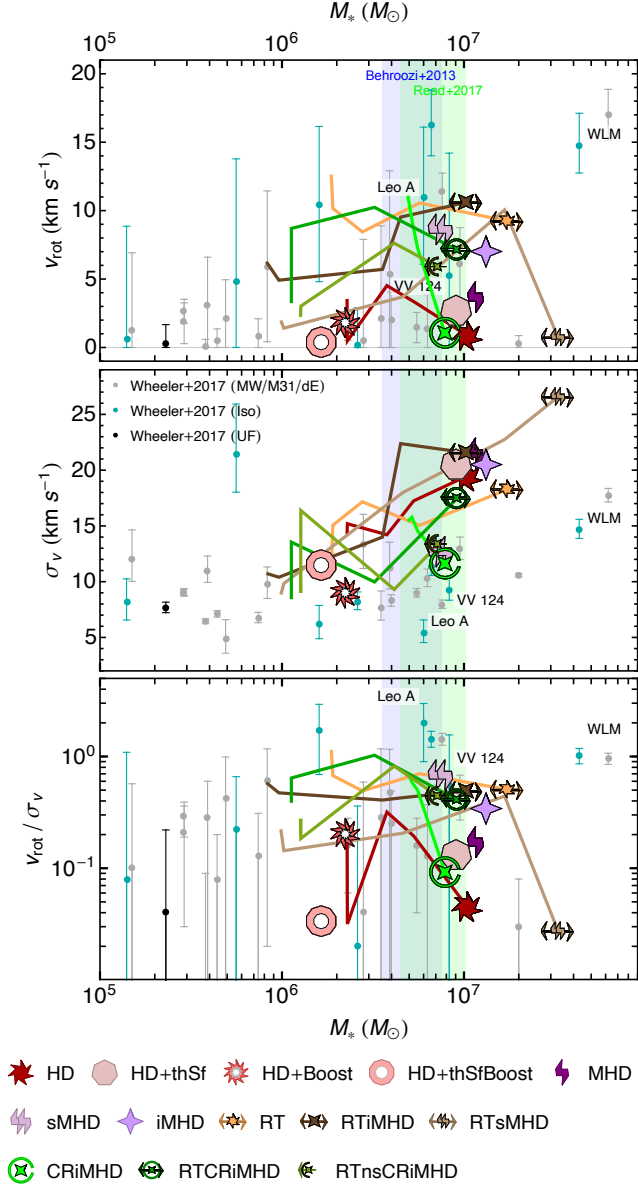 M* (M⊙)
10^5 10^6 10^7
Behroozi+2013
Read+2017
20
15
10
5
0
v_rot (km s^−1)
WLM
Leo A
VV 124
Wheeler+2017 (MW/M31/dE)
Wheeler+2017 (Iso)
Wheeler+2017 (UF)
25
20
15
10
5
σ_v (km s^−1)
WLM
VV 124
Leo A
Leo A
WLM
VV 124
10^0
10^−1
v_rot / σ_v
10^5 10^6 10^7
M* (M⊙)
HD HD+thSf HD+Boost HD+thSfBoost MHD
sMHD iMHD RT RTiMHD RTsMHD
CRiMHD RTCRiMHD RTnsCRiMHD